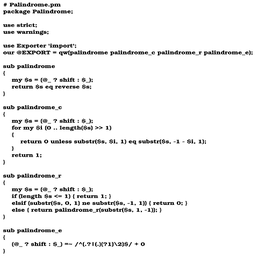 # Palindrome.pm
package Palindrome;
use strict;
use warnings;
use Exporter 'import';
our @EXPORT = qw(palindrome palindrome_c palindrome_r palindrome_e);
sub palindrome
{
my $s = (@_ ? shift : $_);
return $s eq reverse $s;
}
sub palindrome_c
{
my $s = (@_ ? shift : $_);
for my $i (0 .. length($s) >> 1)
{
return 0 unless substr($s, $i, 1) eq substr($s, -1 - $i, 1);
}
return 1;
}
sub palindrome_r
{
my $s = (@_ ? shift : $_);
if (length $s <= 1) { return 1; }
elsif (substr($s, 0, 1) ne substr($s, -1, 1)) { return 0; }
else { return palindrome_r(substr($s, 1, -1)); }
}
sub palindrome_e
{
(@_ ? shift : $_) =~ /^(.?|(.)(?1)\2)$/ + 0
}